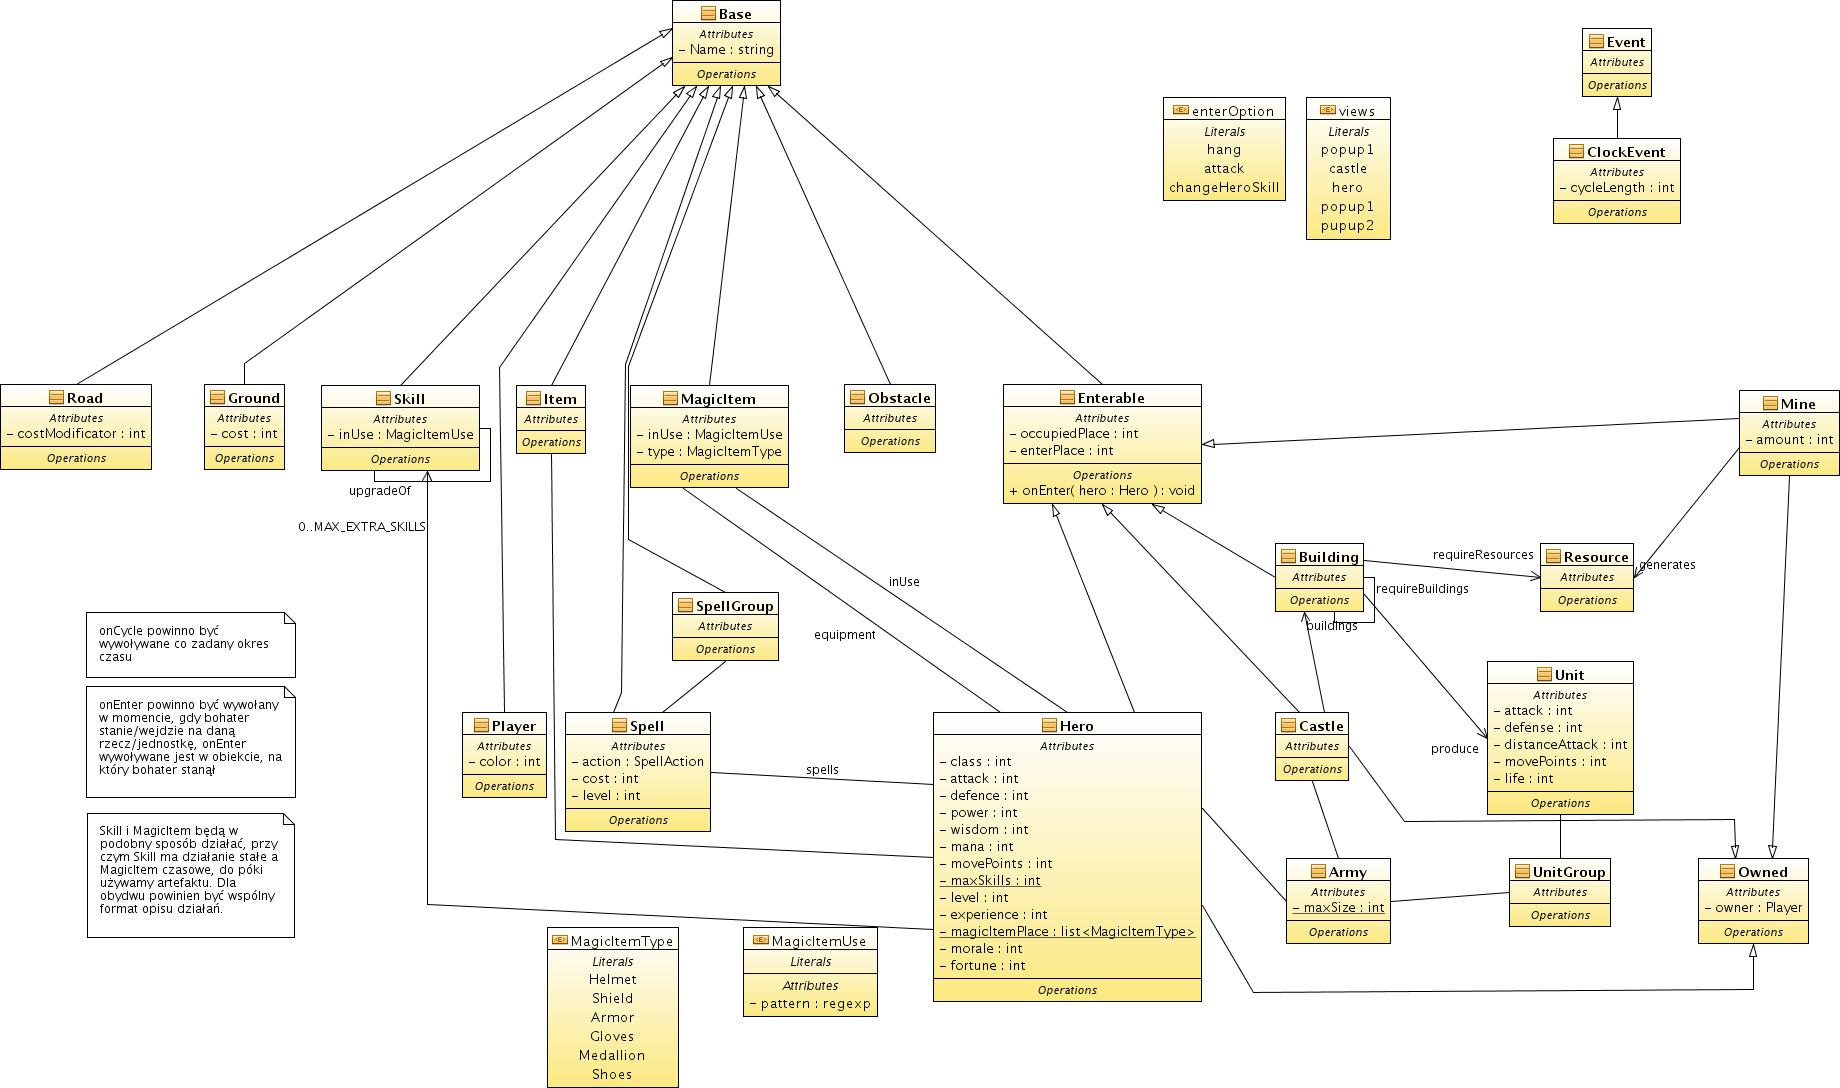 Base
Attributes
– Name : string
Operations
Event
Attributes
Operations
enterOption
Literals
hang
attack
changeHeroSkill
views
Literals
popup1
castle
hero
popup1
pupup2
ClockEvent
Attributes
– cycleLength : int
Operations
Road
Attributes
– costModificator : int
Operations
Ground
Attributes
– cost : int
Operations
Skill
Attributes
– inUse : MagicItemUse
Operations
upgradeOf
0..MAX_EXTRA_SKILLS
Item
Attributes
Operations
MagicItem
Attributes
– inUse : MagicItemUse
– type : MagicItemType
Operations
Obstacle
Attributes
Operations
Enterable
Attributes
– occupiedPlace : int
– enterPlace : int
Operations
+ onEnter( hero : Hero ) : void
Mine
Attributes
– amount : int
Operations
Building
Attributes
Operations
requireResources
requireBuildings
buildings
Resource
Attributes
Operations
generates
inUse
equipment
SpellGroup
Attributes
Operations
onCycle powinno być
wywoływane co zadany okres
czasu
onEnter powinno być wywołany
w momencie, gdy bohater
stanie/wejdzie na daną
rzecz/jednostkę, onEnter
wywoływane jest w obiekcie, na
który bohater stanął
Skill i MagicItem będą w
podobny sposób działać, przy
czym Skill ma działanie stałe a
MagicItem czasowe, do póki
używamy artefaktu. Dla
obydwu powinien być wspólny
format opisu działań.
Player
Attributes
– color : int
Operations
Spell
Attributes
– action : SpellAction
– cost : int
– level : int
Operations
spells
Hero
Attributes
– class : int
– attack : int
– defence : int
– power : int
– wisdom : int
– mana : int
– movePoints : int
– maxSkills : int
– level : int
– experience : int
– magicItemPlace : list<MagicItemType>
– morale : int
– fortune : int
Operations
Castle
Attributes
Operations
produce
Unit
Attributes
– attack : int
– defense : int
– distanceAttack : int
– movePoints : int
– life : int
Operations
Army
Attributes
– maxSize : int
Operations
UnitGroup
Attributes
Operations
Owned
Attributes
– owner : Player
Operations
MagicItemType
Literals
Helmet
Shield
Armor
Gloves
Medallion
Shoes
MagicItemUse
Literals
Attributes
– pattern : regexp